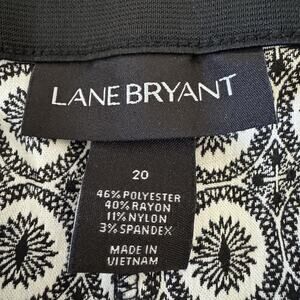 LANE BRYANT
20
46% POLYESTER
40% RAYON
11% NYLON
3% SPANDEX
MADE IN
VIETNAM